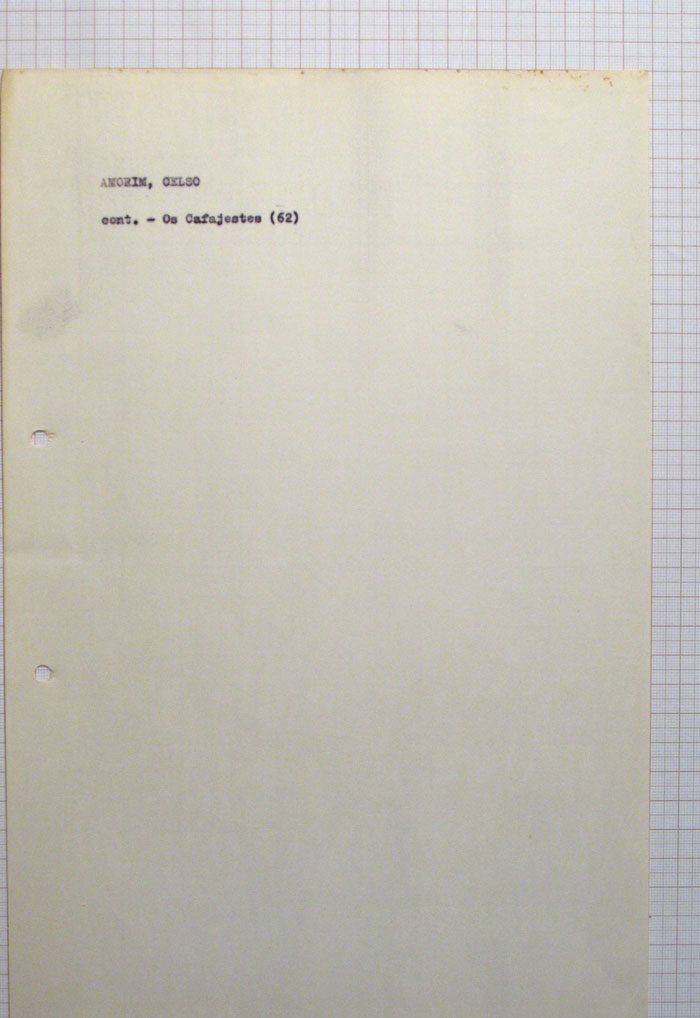 AMORIM, CELSO
cont. - Os Cafajestes (62)